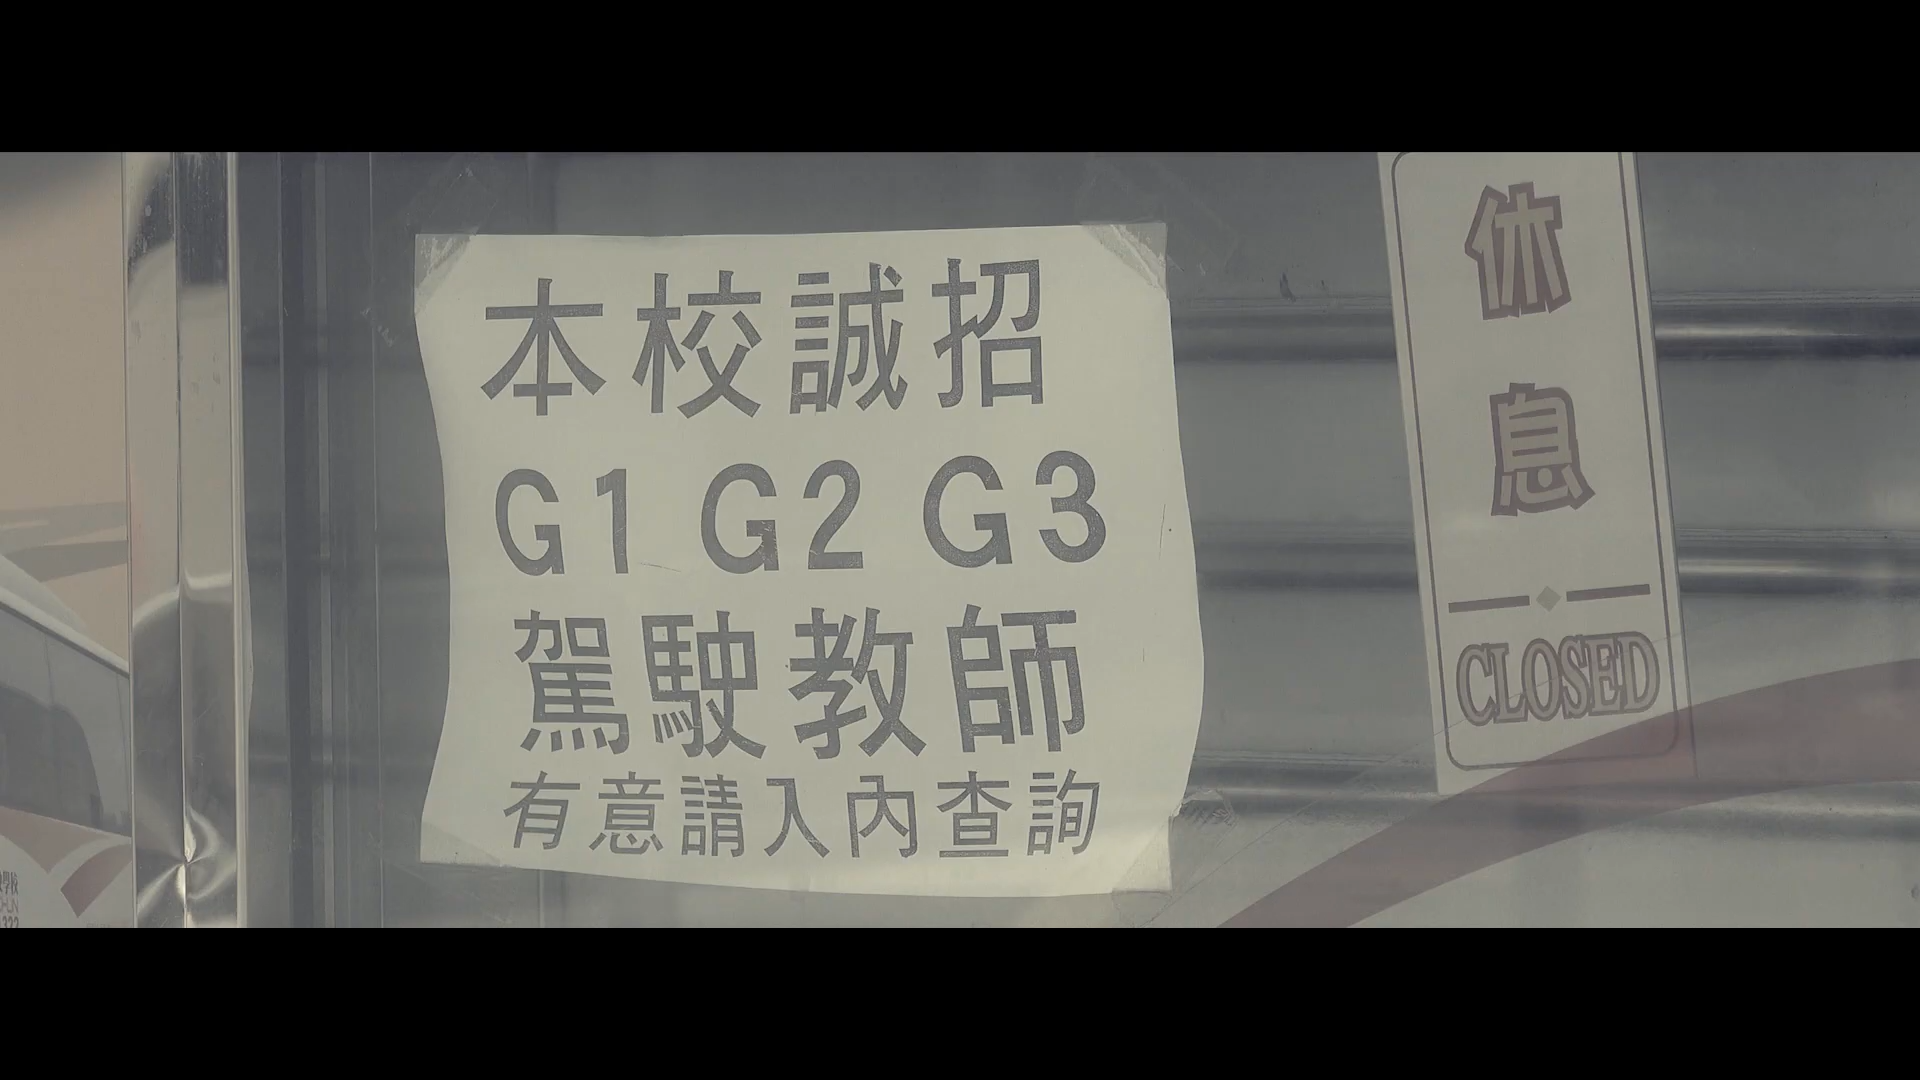 本校誠招
G1 G2 G3
駕駛教師
有意請入內查詢
休息
CLOSED